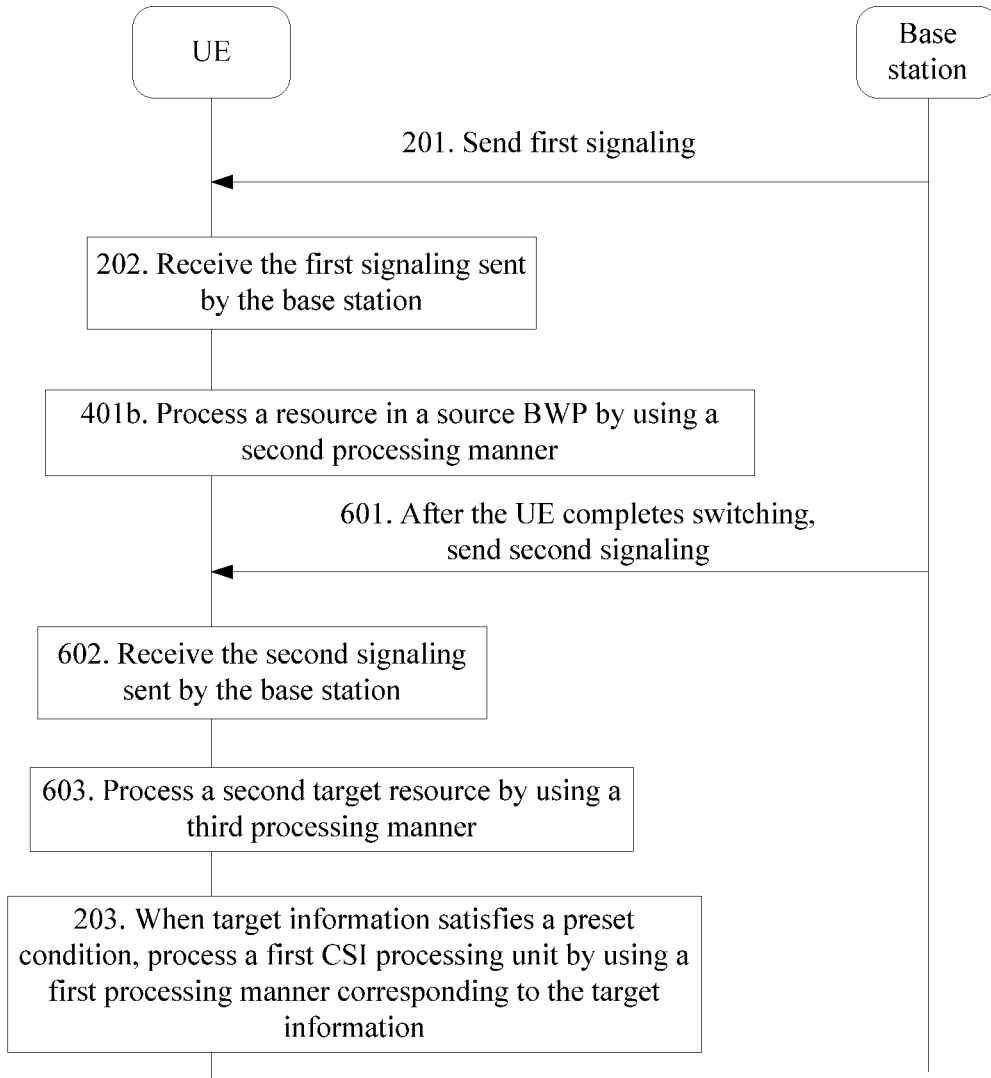 UE
Base
station
201. Send first signaling
202. Receive the first signaling sent
by the base station
401b. Process a resource in a source BWP by using a
second processing manner
601. After the UE completes switching,
send second signaling
602. Receive the second signaling
sent by the base station
603. Process a second target resource by using a
third processing manner
203. When target information satisfies a preset
condition, process a first CSI processing unit by using a
first processing manner corresponding to the target
information